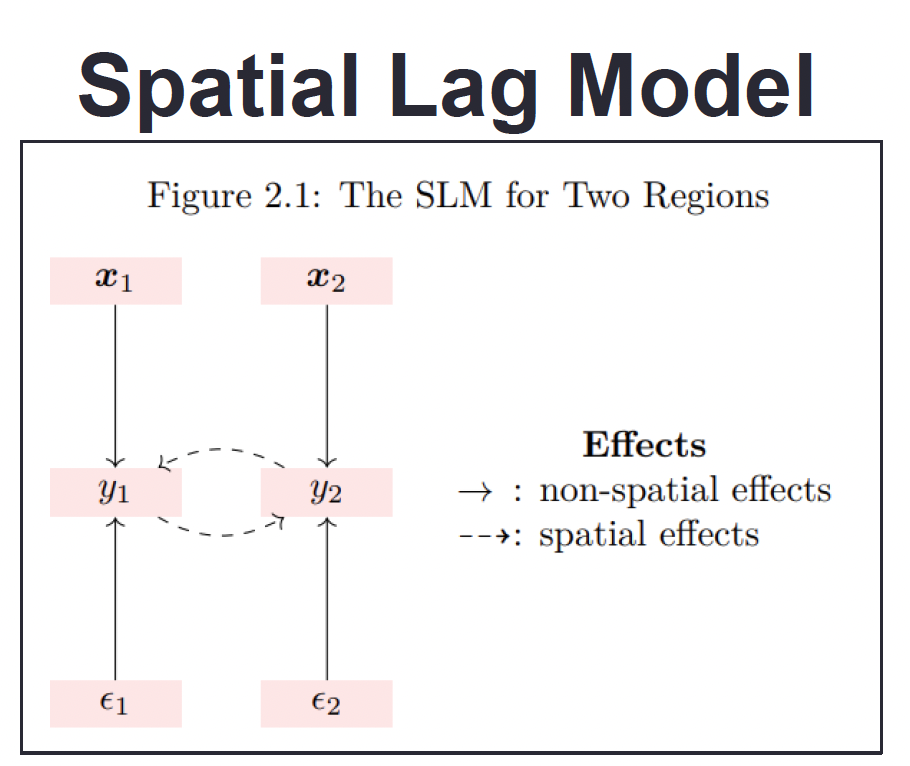 Spatial Lag Model
Figure 2.1: The SLM for Two Regions
x₁ x₂
y₁ y₂
ϵ₁ ϵ₂
Effects
→ : non-spatial effects
⇢: spatial effects